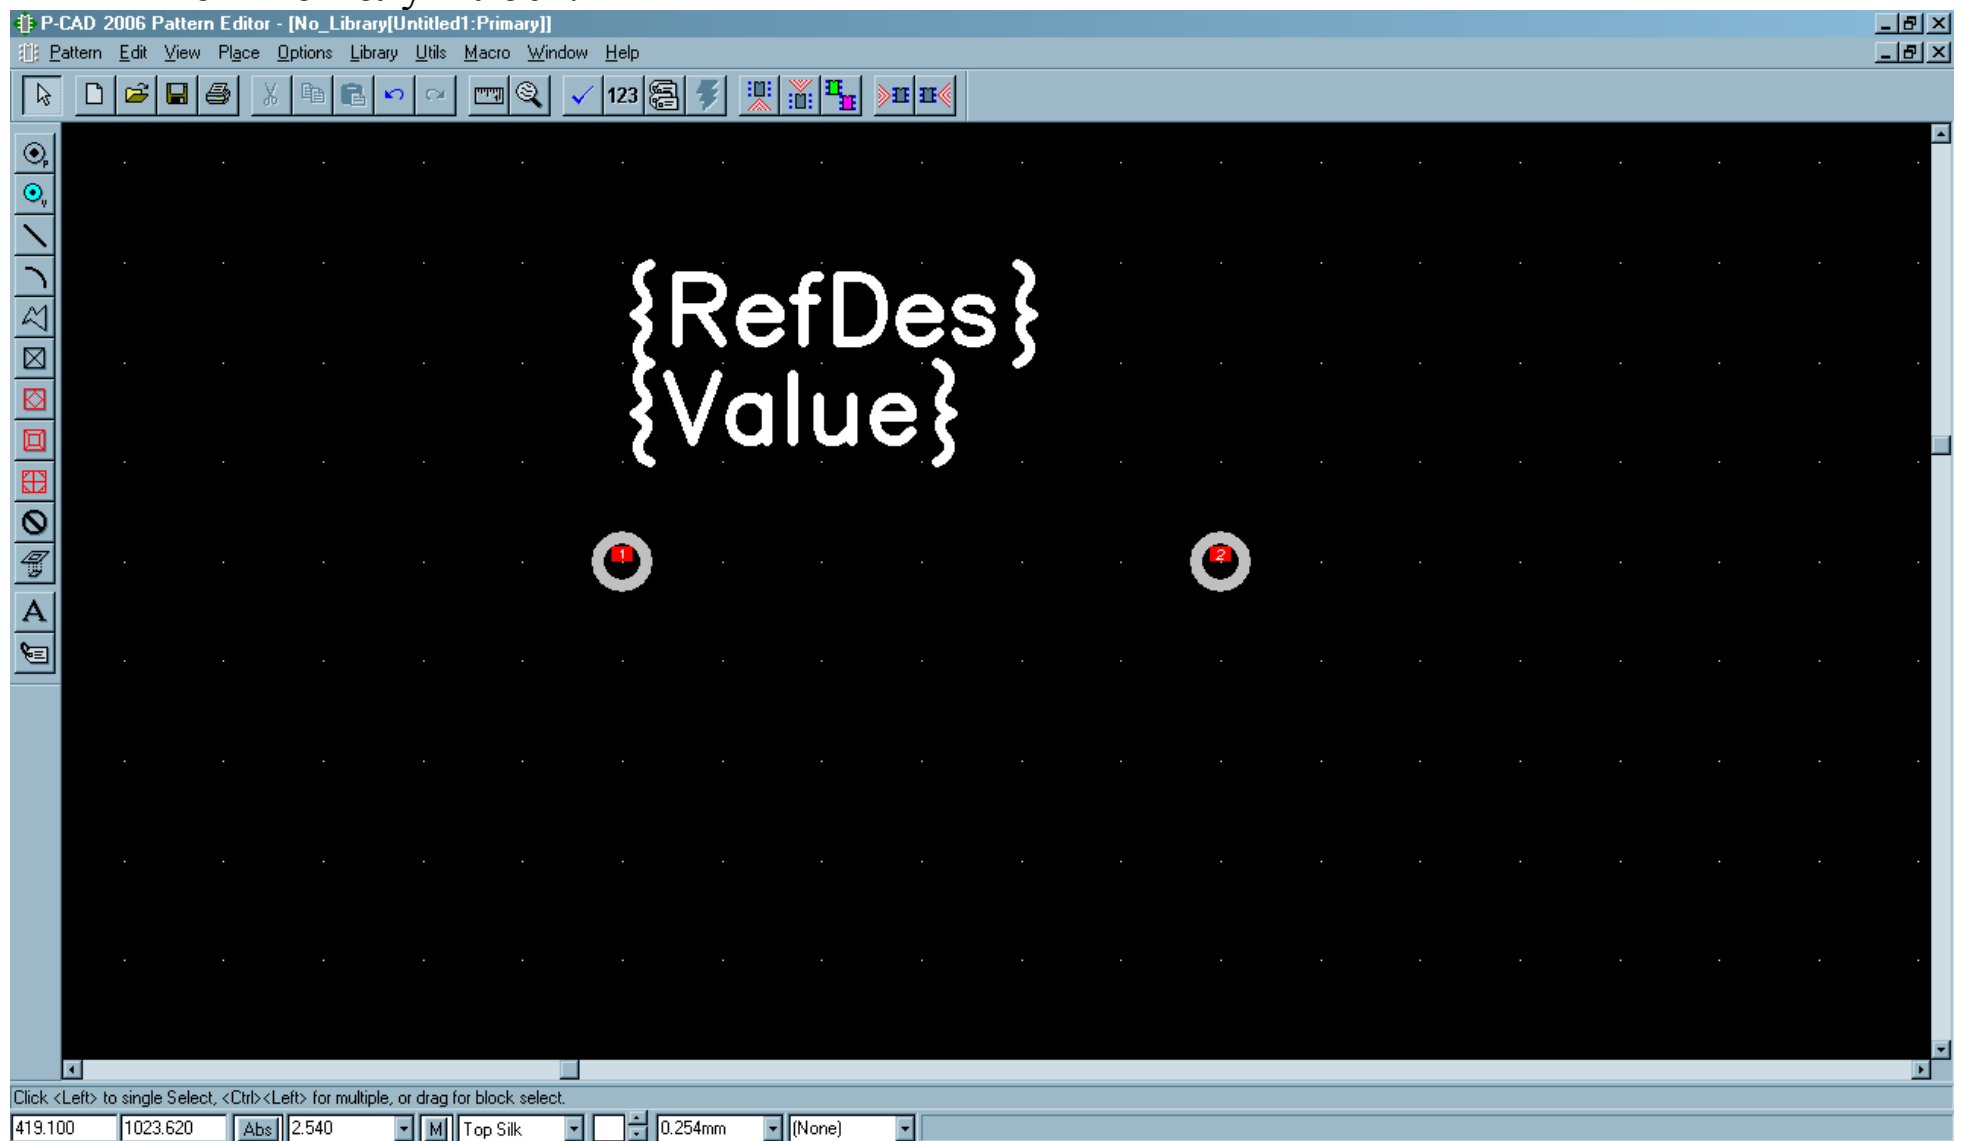 P-CAD 2006 Pattern Editor - [No_Library[Untitled1:Primary]]
Pattern Edit View Place Options Library Utils Macro Window Help
123
P
V
{RefDes}
{Value}
1 2
A
Click <Left> to single Select, <Ctrl><Left> for multiple, or drag for block select.
419.100 1023.620 Abs 2.540 M Top Silk 0.254mm (None)